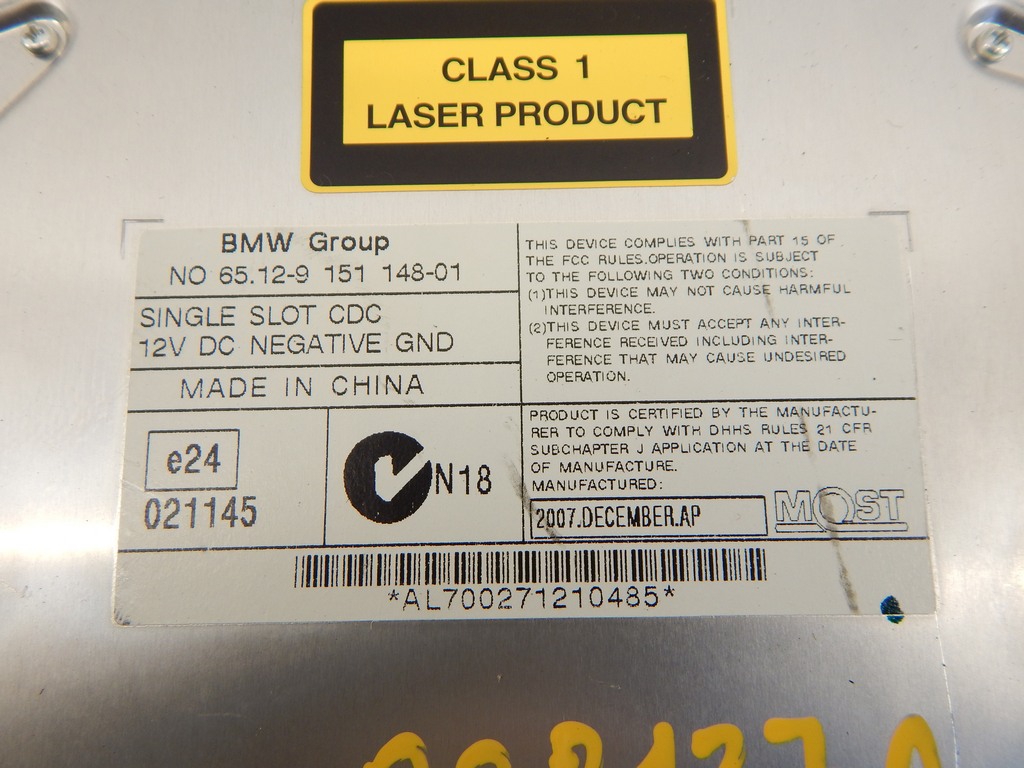 CLASS 1
LASER PRODUCT
BMW Group
NO 65.12-9 151 148-01
SINGLE SLOT CDC
12V DC NEGATIVE GND
MADE IN CHINA
e24
021145
N18
THIS DEVICE COMPLIES WITH PART 15 OF
THE FCC RULES.OPERATION IS SUBJECT
TO THE FOLLOWING TWO CONDITIONS:
(1)THIS DEVICE MAY NOT CAUSE HARMFUL
INTERFERENCE.
(2)THIS DEVICE MUST ACCEPT ANY INTER-
FERENCE RECEIVED INCLUDING INTER-
FERENCE THAT MAY CAUSE UNDESIRED
OPERATION.
PRODUCT IS CERTIFIED BY THE MANUFACTU-
RER TO COMPLY WITH DHHS RULES 21 CFR
SUBCHAPTER J APPLICATION AT THE DATE
OF MANUFACTURE.
MANUFACTURED:
2007.DECEMBER.AP
MOST
*AL700271210485*